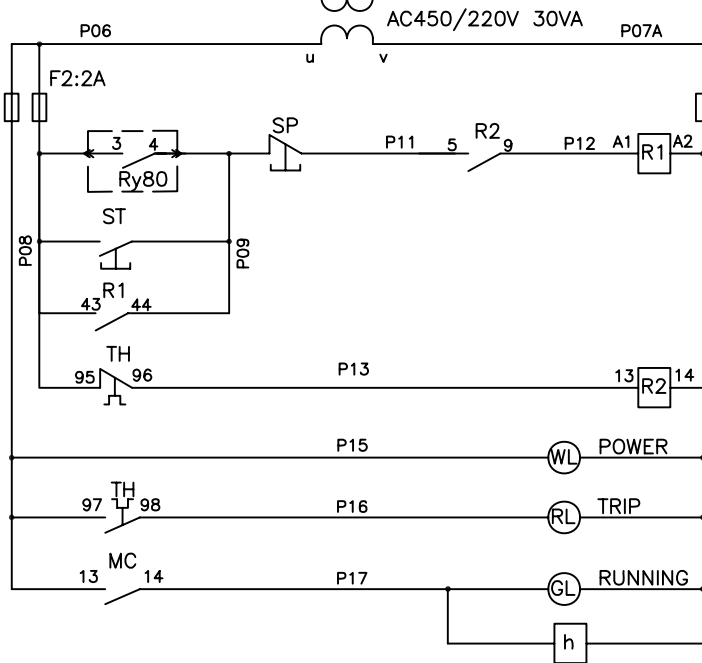 AC450/220V 30VA
P06
P07A
u
v
F2:2A
SP
R2
3
4
P11
5
9
P12
A1
R1
A2
Ry80
ST
P08
P09
R1
43
44
TH
95
96
P13
13
R2
14
P15
WL
POWER
TH
97
98
P16
RL
TRIP
MC
13
14
P17
GL
RUNNING
h